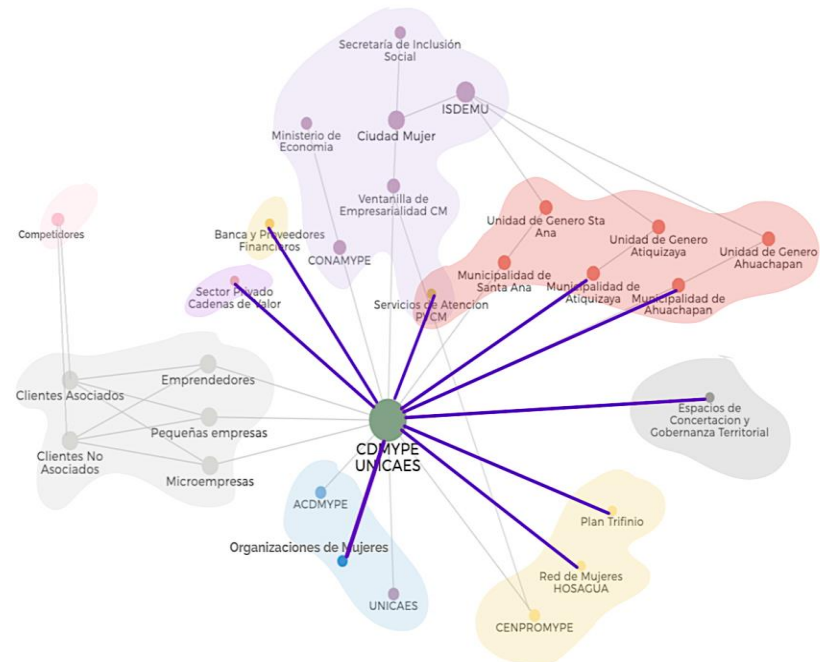 Secretaría de Inclusión
Social
ISDEMU
Ministerio de
Economia
Ciudad Mujer
Ventanilla de
Empresarialidad CM
Competitores
Banca y Proveedores
Financieros
CONAMYPE
Sector Privado
Cadenas de Valor
Servicios de Atencion
PVCM
Unidad de Genero Sta
Ana
Unidad de Genero
Atiquizaya
Unidad de Genero
Ahuachapan
Municipalidad de
Santa Ana
Municipalidad de
Atiquizaya
Municipalidad de
Ahuachapan
Clientes Asociados
Emprendedores
Pequeñas empresas
Clientes No
Asociados
Microempresas
CDMYPE
UNICAES
Espacios de
Concertacion y
Gobernanza Territorial
ACDMYPE
Organizaciones de Mujeres
UNICAES
Plan Trifinio
Red de Mujeres
HOSAGUA
CENPROMYPE